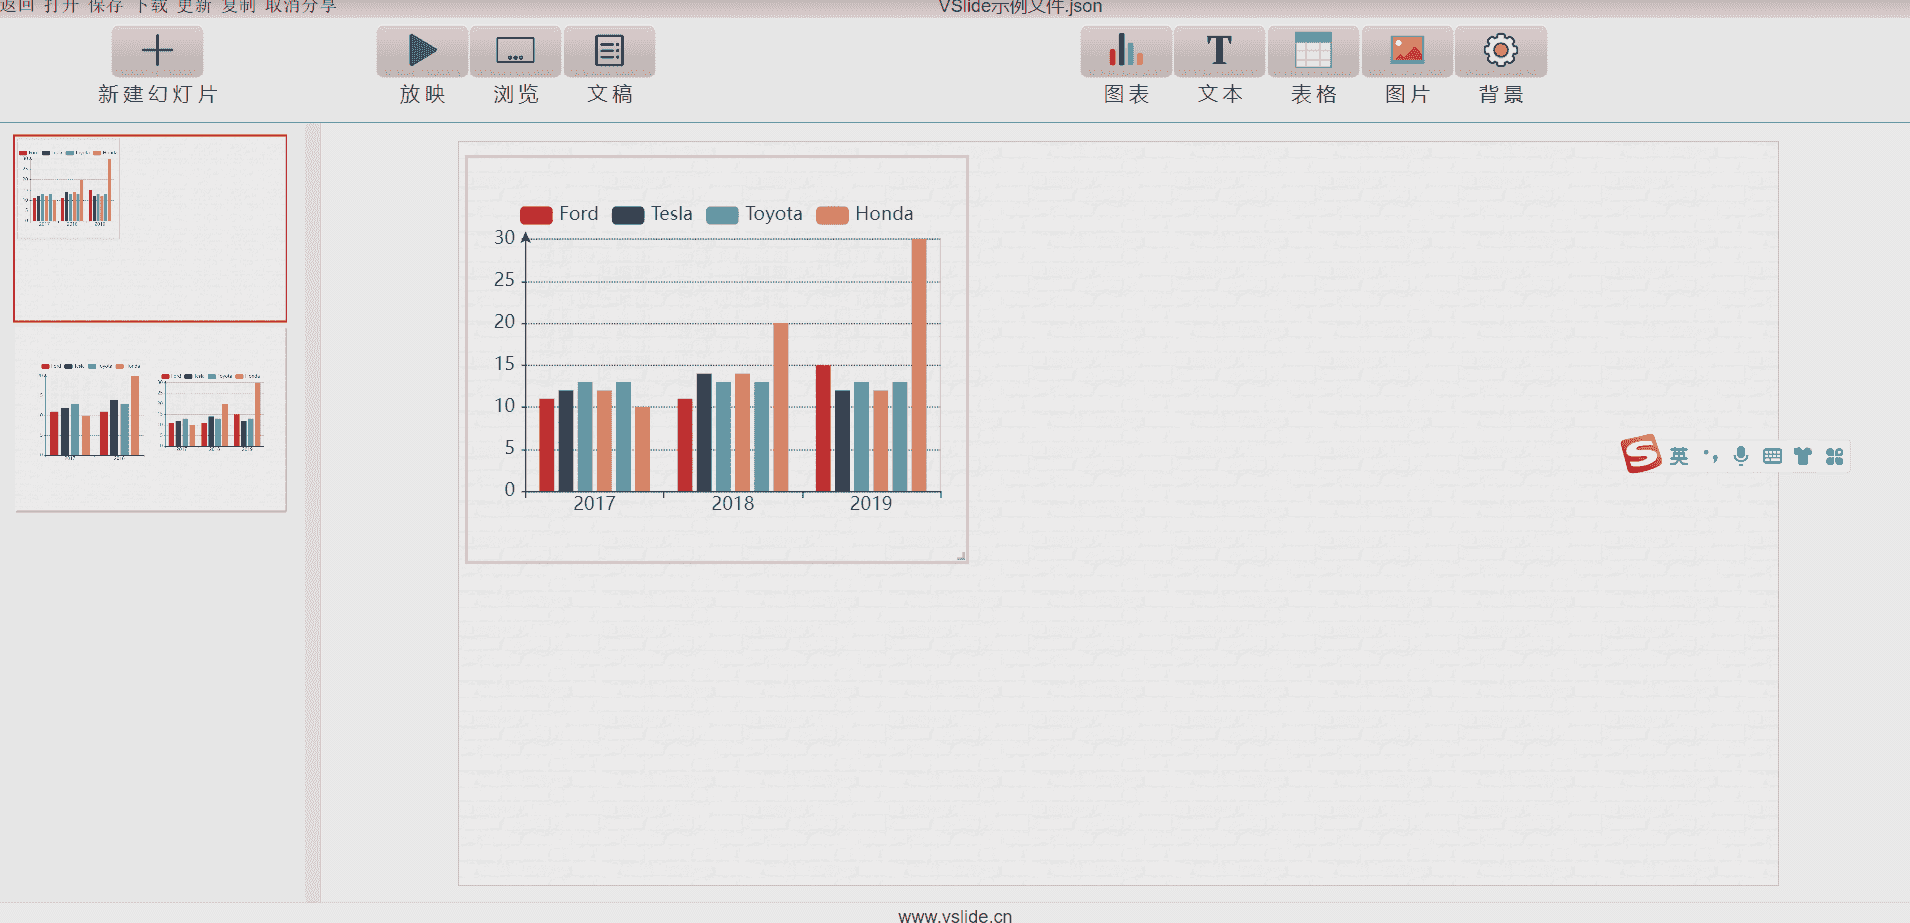 返回 打开 保存 下载 更新 复制 取消分享
VSlide示例文件.json
新建幻灯片
放映 浏览 文稿
图表 文本 表格 图片 背景
Ford Tesla Toyota Honda
30
25
20
15
10
5
0
2017 2018 2019
英
www.vslide.cn